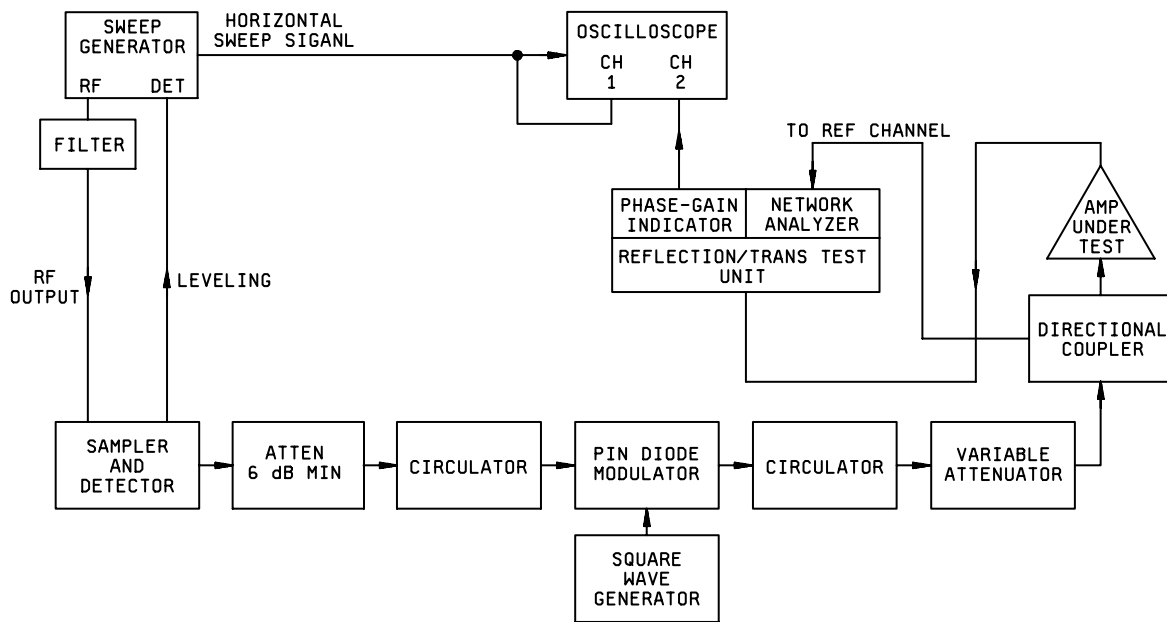 SWEEP
GENERATOR
RF DET
HORIZONTAL
SWEEP SIGANL
OSCILLOSCOPE
CH CH
1 2
FILTER
TO REF CHANNEL
PHASE-GAIN
INDICATOR
NETWORK
ANALYZER
REFLECTION/TRANS TEST
UNIT
AMP
UNDER
TEST
RF
OUTPUT
LEVELING
DIRECTIONAL
COUPLER
SAMPLER
AND
DETECTOR
ATTEN
6 dB MIN
CIRCULATOR
PIN DIODE
MODULATOR
CIRCULATOR
VARIABLE
ATTENUATOR
SQUARE
WAVE
GENERATOR